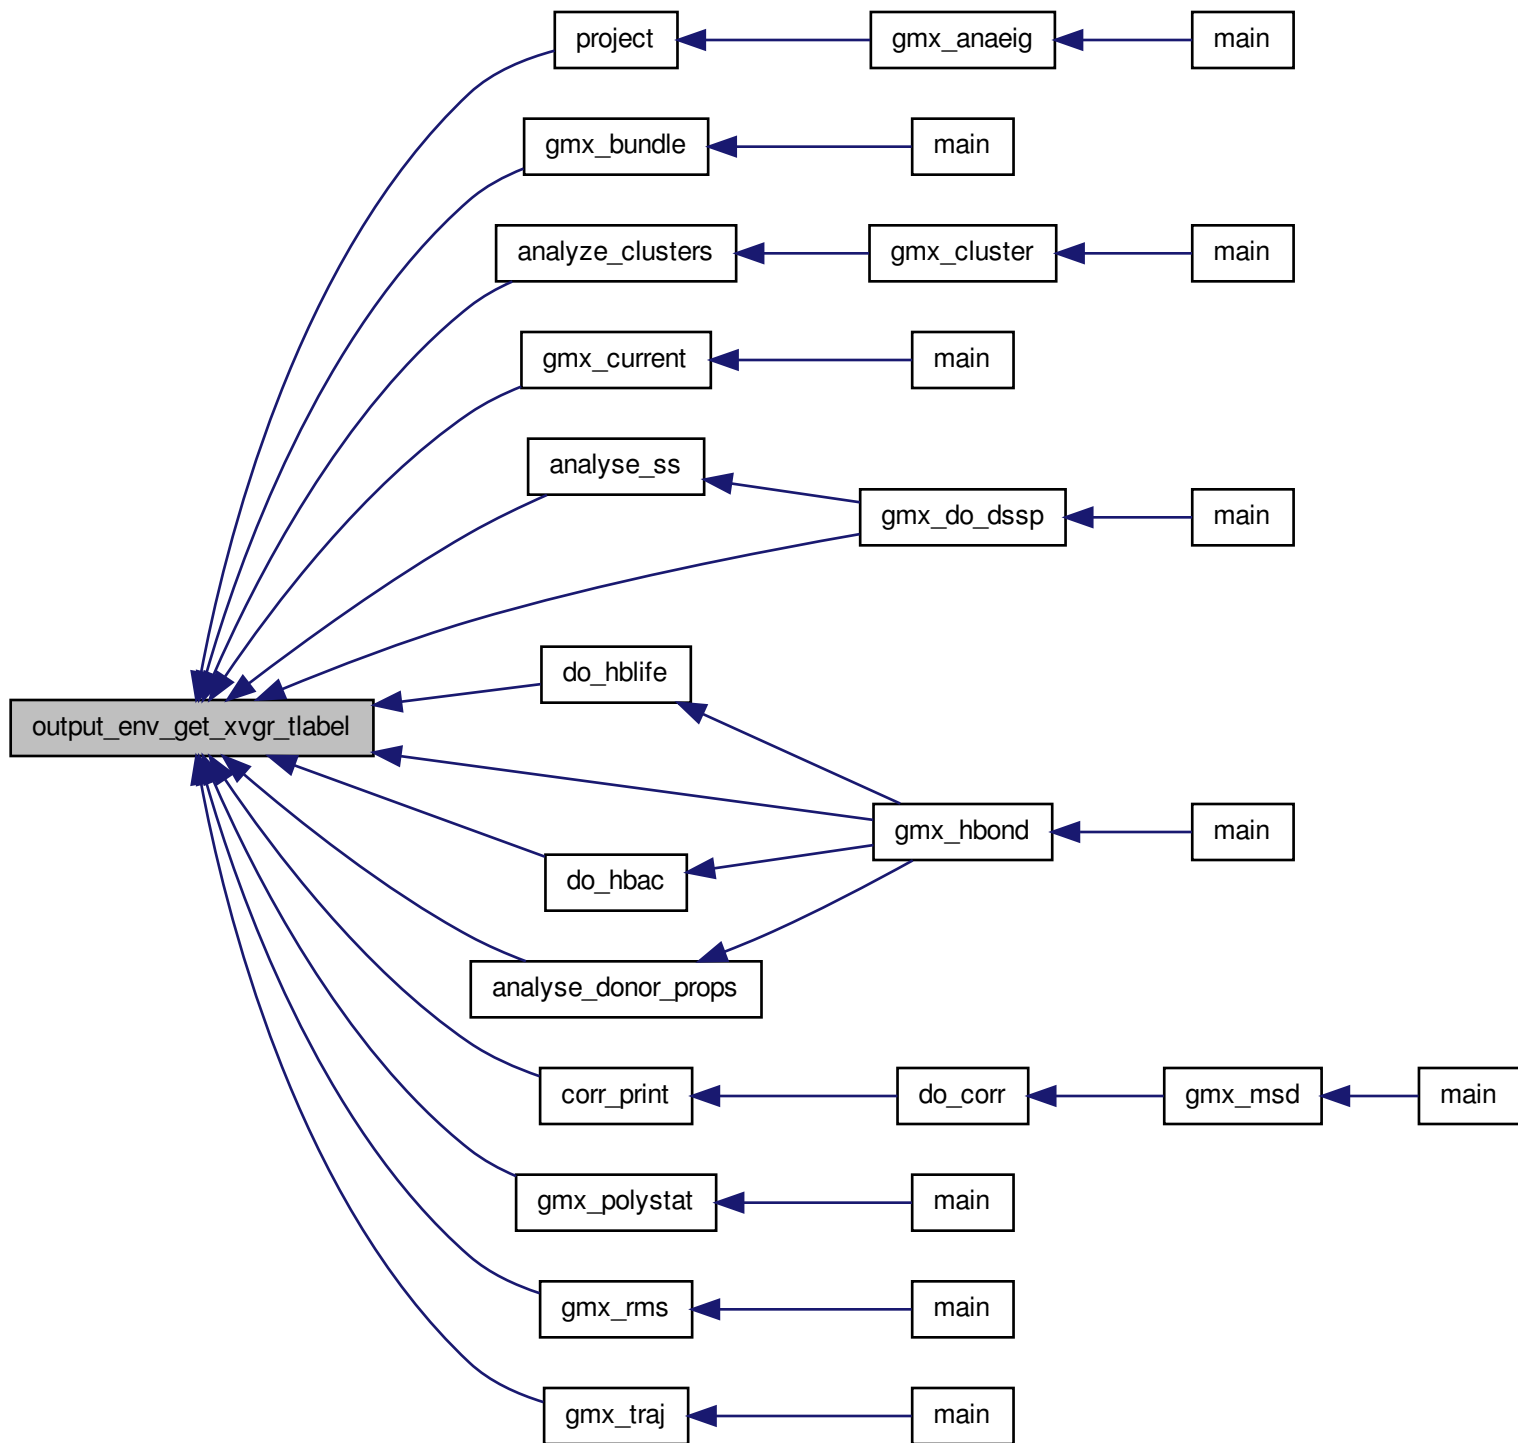 project
gmx_anaeig
main
gmx_bundle
main
analyze_clusters
gmx_cluster
main
gmx_current
main
analyse_ss
gmx_do_dssp
main
do_hblife
output_env_get_xvgr_tlabel
gmx_hbond
main
do_hbac
analyse_donor_props
corr_print
do_corr
gmx_msd
main
gmx_polystat
main
gmx_rms
main
gmx_traj
main